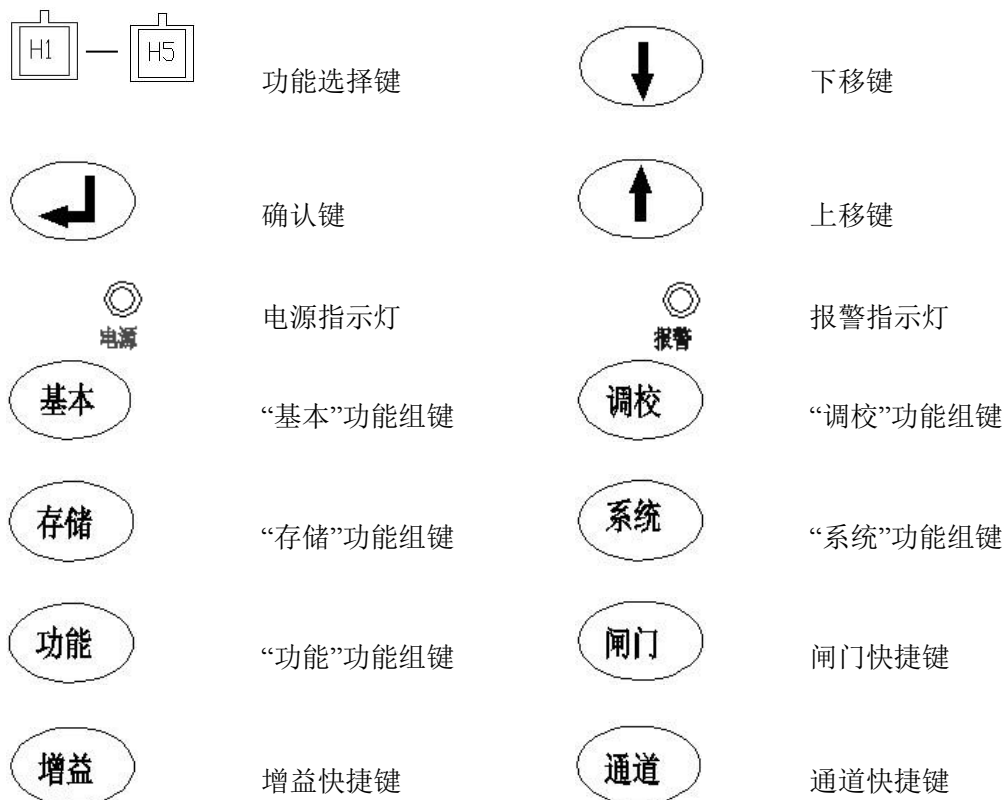 H1 — H5 功能选择键 下移键
确认键 上移键
电源指示灯 报警指示灯
电源 报警
基本 “基本”功能组键 调校 “调校”功能组键
存储 “存储”功能组键 系统 “系统”功能组键
功能 “功能”功能组键 闸门 闸门快捷键
增益 增益快捷键 通道 通道快捷键